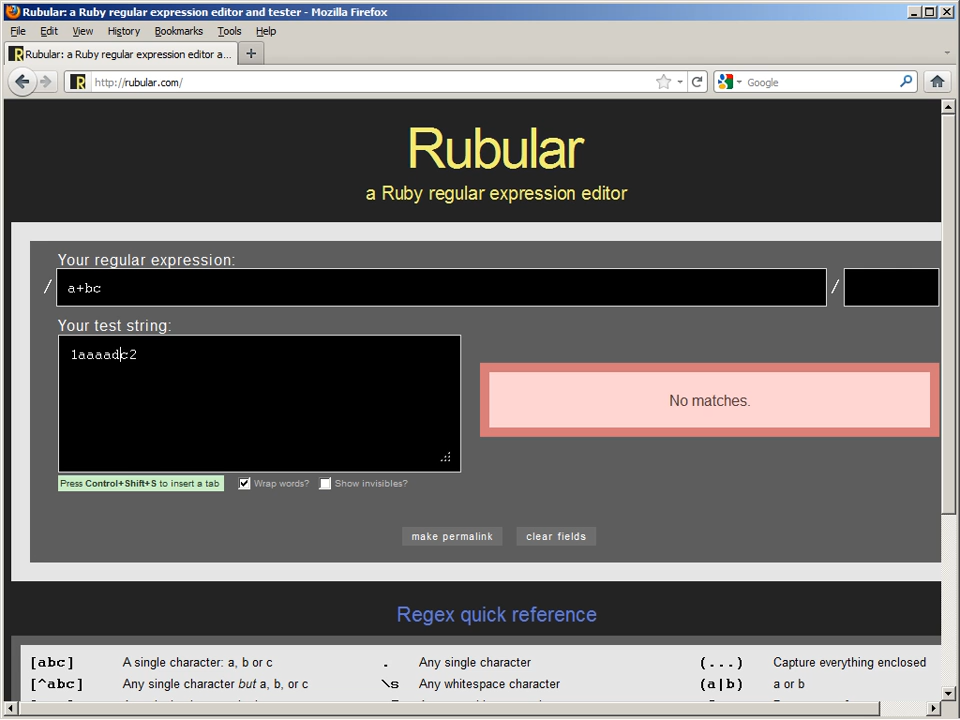 Rubular: a Ruby regular expression editor and tester - Mozilla Firefox
File Edit View History Bookmarks Tools Help
Rubular: a Ruby regular expression editor a...
http://rubular.com/
Google
Rubular
a Ruby regular expression editor
Your regular expression:
/ a+bc /
Your test string:
1aaaadc2
No matches.
Press Control+Shift+S to insert a tab Wrap words? Show invisibles?
make permalink clear fields
Regex quick reference
[abc] A single character: a, b or c . Any single character (...) Capture everything enclosed
[^abc] Any single character but a, b, or c \s Any whitespace character (a|b) a or b